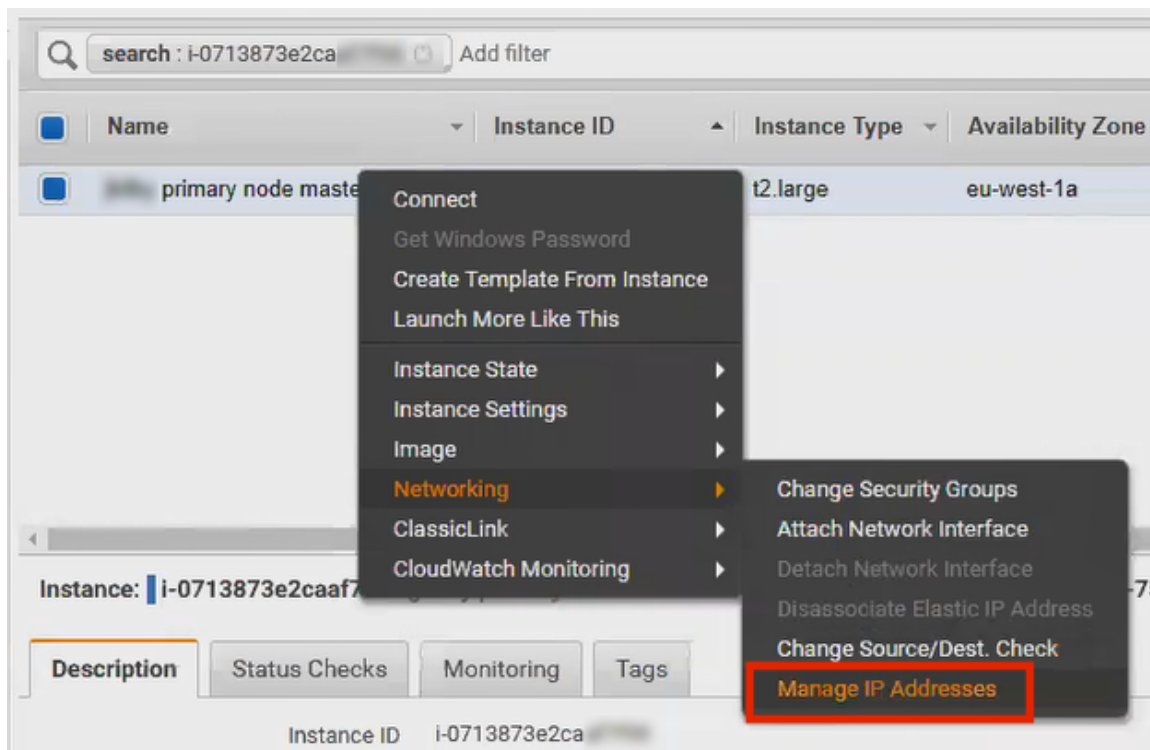 search : i-0713873e2ca Add filter
Name Instance ID Instance Type Availability Zone
primary node maste t2.large eu-west-1a
Connect
Get Windows Password
Create Template From Instance
Launch More Like This
Instance State
Instance Settings
Image
Networking
ClassicLink
CloudWatch Monitoring
Change Security Groups
Attach Network Interface
Detach Network Interface
Disassociate Elastic IP Address
Change Source/Dest. Check
Manage IP Addresses
Instance: i-0713873e2caaf7
Description Status Checks Monitoring Tags
Instance ID i-0713873e2ca